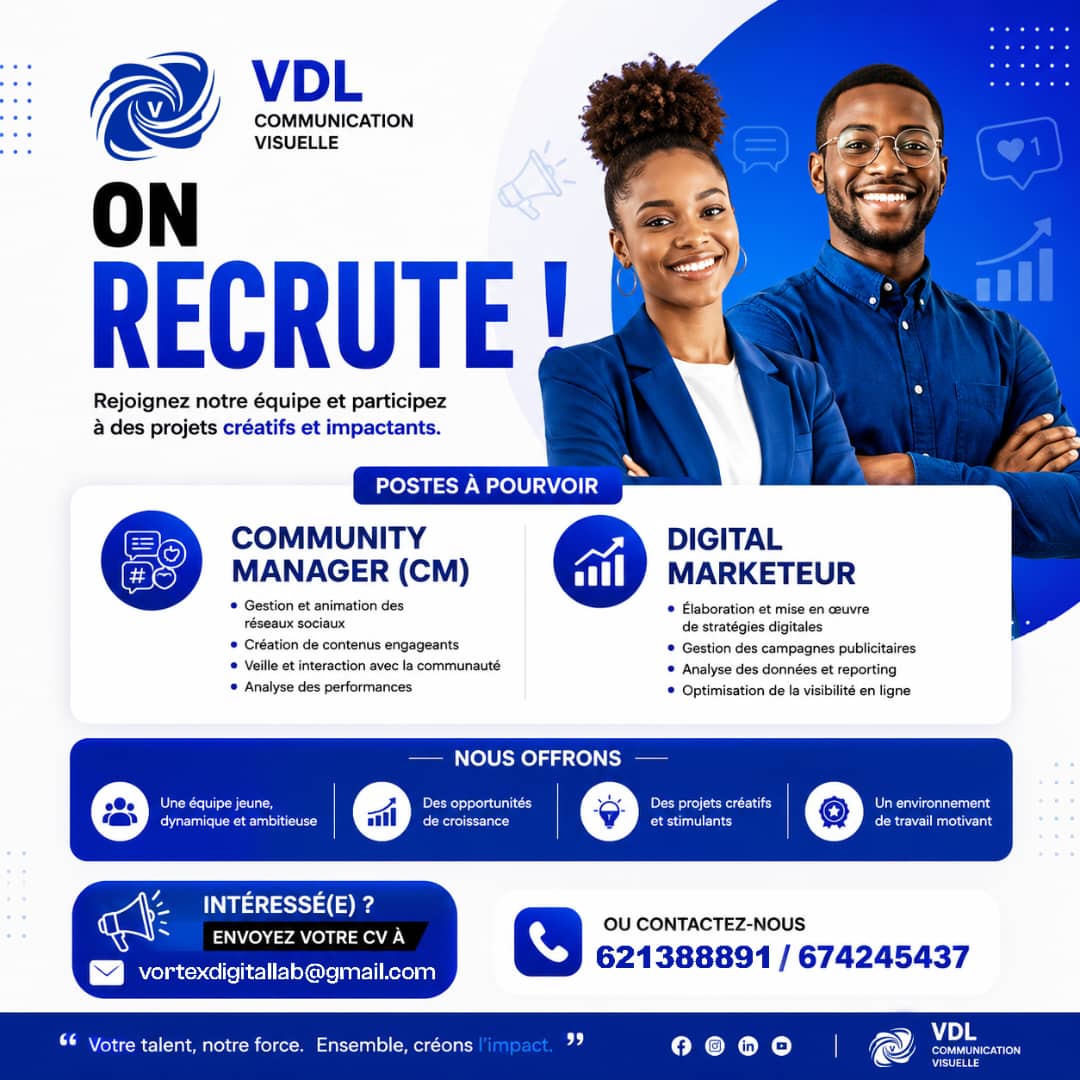 V
VDL
COMMUNICATION
VISUELLE
ON
RECRUTE !
Rejoignez notre équipe et participez
à des projets créatifs et impactants.
1
POSTES À POURVOIR
COMMUNITY
MANAGER (CM)
• Gestion et animation des
réseaux sociaux
• Création de contenus engageants
• Veille et interaction avec la communauté
• Analyse des performances
#
DIGITAL
MARKETEUR
• Élaboration et mise en œuvre
de stratégies digitales
• Gestion des campagnes publicitaires
• Analyse des données et reporting
• Optimisation de la visibilité en ligne
NOUS OFFRONS
Une équipe jeune,
dynamique et ambitieuse
Des opportunités
de croissance
Des projets créatifs
et stimulants
Un environnement
de travail motivant
INTÉRESSÉ(E) ?
ENVOYEZ VOTRE CV À
vortexdigitallab@gmail.com
OU CONTACTEZ-NOUS
621388891 / 674245437
“ Votre talent, notre force. Ensemble, créons l’impact. ”
V
VDL
COMMUNICATION
VISUELLE